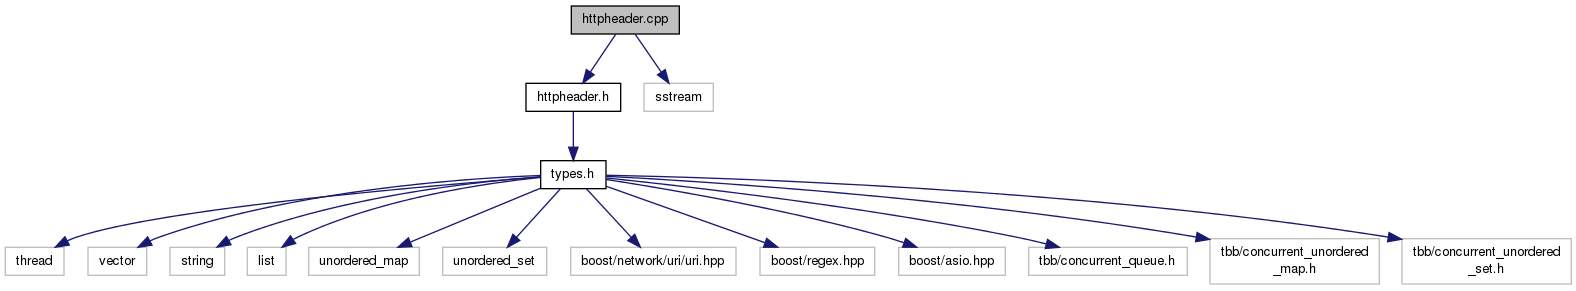 httpheader.cpp
httpheader.h
sstream
types.h
thread
vector
string
list
unordered_map
unordered_set
boost/network/uri/uri.hpp
boost/regex.hpp
boost/asio.hpp
tbb/concurrent_queue.h
tbb/concurrent_unordered
_map.h
tbb/concurrent_unordered
_set.h